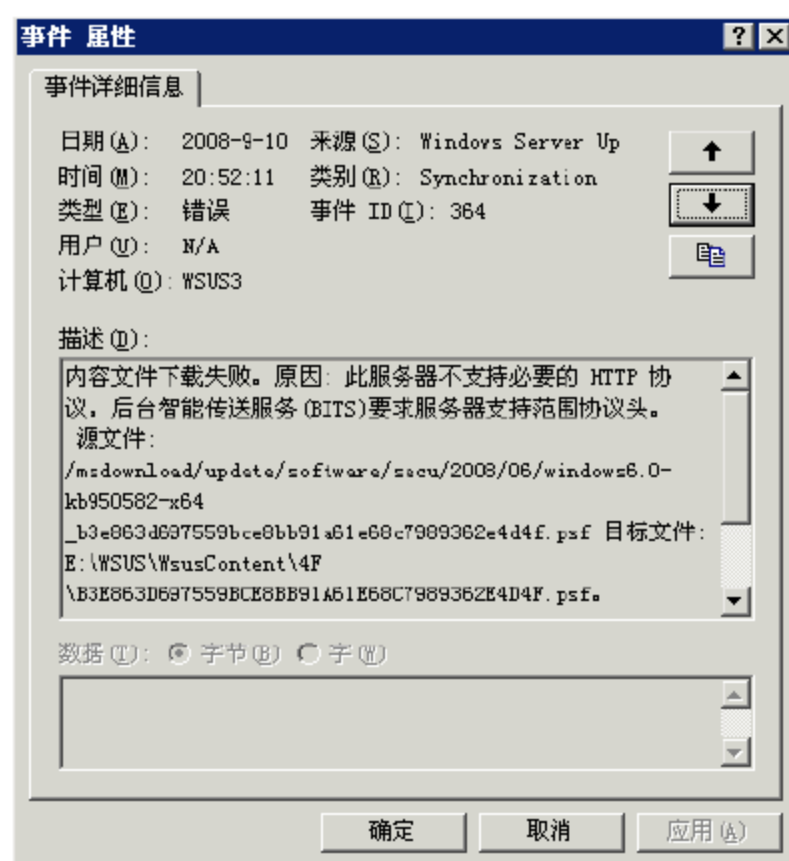 事件 属性
事件详细信息
日期(A): 2008-9-10 来源(S): Windows Server Up
时间(M): 20:52:11 类别(R): Synchronization
类型(E): 错误 事件 ID(I): 364
用户(U): N/A
计算机(O): WSUS3
描述(D):
内容文件下载失败。原因: 此服务器不支持必要的 HTTP 协
议。后台智能传送服务(BITS)要求服务器支持范围协议头。
源文件:
/msdownload/update/software/secu/2008/06/windows6.0-
kb950582-x64
_b3e863d697559bce8bb91a61e68c7989362e4d4f.psf 目标文件:
E:\WSUS\WsusContent\4F
\B3E863D697559BCE8BB91A61E68C7989362E4D4F.psf。
数据(T): 字节(B) 字(W)
确定 取消 应用(A)